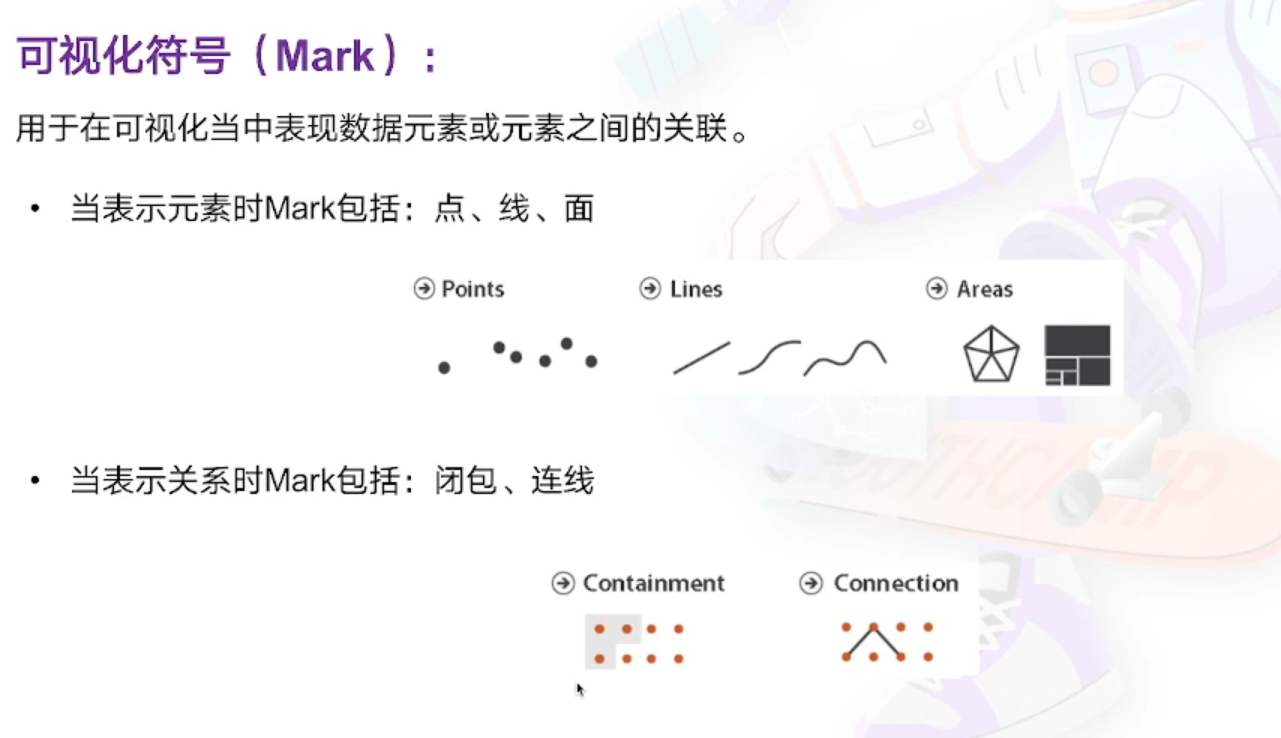 可视化符号（Mark）:
用于在可视化当中表现数据元素或元素之间的关联。
• 当表示元素时Mark包括：点、线、面
Points Lines Areas
• 当表示关系时Mark包括：闭包、连线
Containment Connection